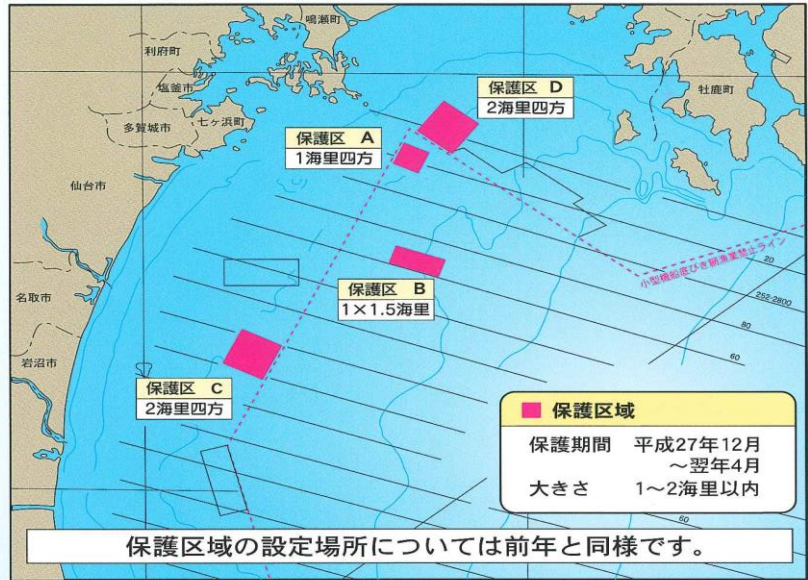 鳴瀬町
利府町
塩釜市
多賀城市
七ヶ浜町
仙台市
名取市
岩沼市
牡鹿町
保護区 D
2海里四方
保護区 A
1海里四方
保護区 B
1×1.5海里
保護区 C
2海里四方
小型機船底びき網漁業禁止ライン
20
252-2800
80
60
保護区域
保護期間 平成27年12月
～翌年4月
大きさ 1～2海里以内
60
保護区域の設定場所については前年と同様です。